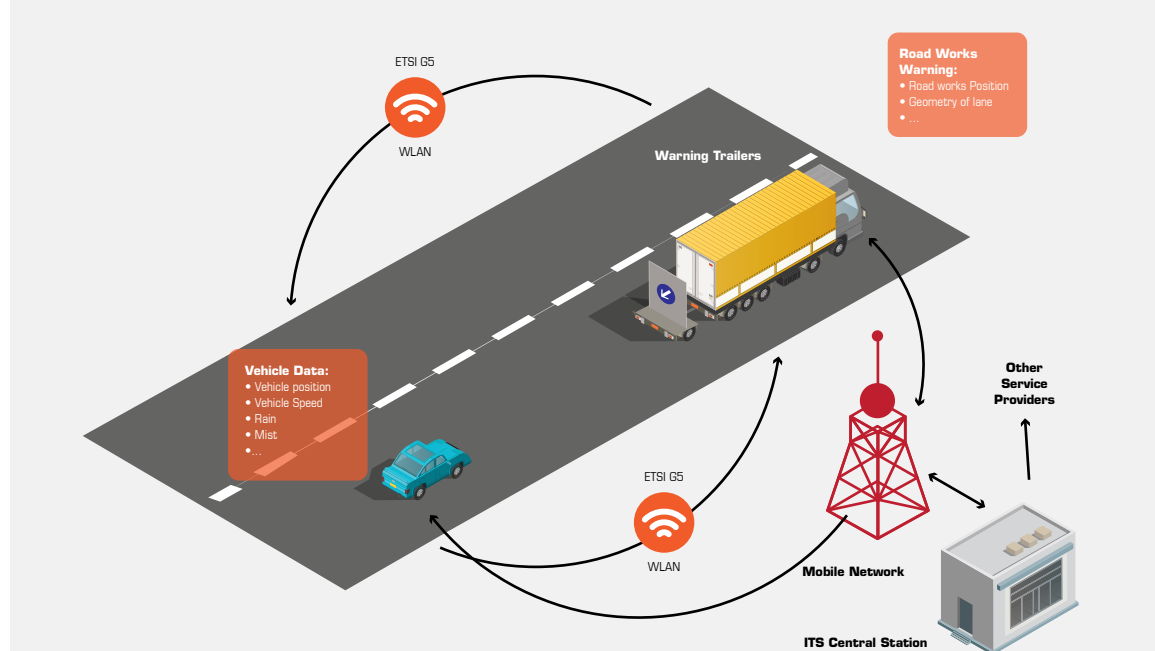 ETSI G5
WLAN
Road Works
Warning:
• Road works Position
• Geometry of lane
• ...
Warning Trailers
Vehicle Data:
• Vehicle position
• Vehicle Speed
• Rain
• Mist
•...
Other
Service
Providers
ETSI G5
WLAN
Mobile Network
ITS Central Station